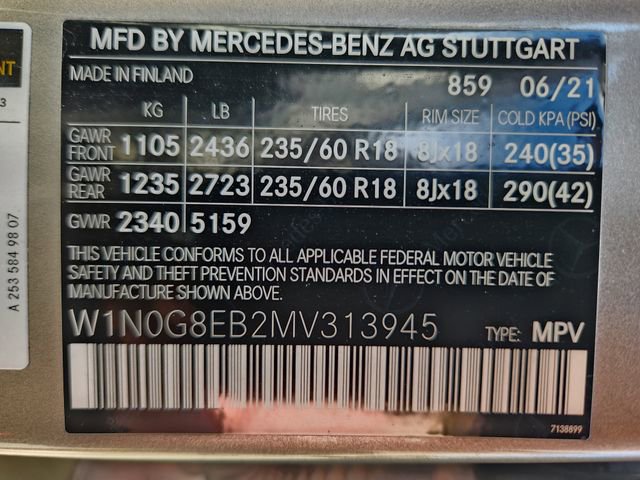 MFD BY MERCEDES-BENZ AG STUTTGART
MADE IN FINLAND 859 06/21
KG LB TIRES RIM SIZE COLD KPA(PSI)
GAWR FRONT 1105 2436 235/60 R18 8Jx18 240(35)
GAWR REAR 1235 2723 235/60 R18 8Jx18 290(42)
GVWR 2340 5159
THIS VEHICLE CONFORMS TO ALL APPLICABLE FEDERAL MOTOR VEHICLE
SAFETY AND THEFT PREVENTION STANDARDS IN EFFECT ON THE DATE OF
MANUFACTURE SHOWN ABOVE.
W1N0G8EB2MV313945 TYPE: MPV
7138899
A 253 584 98 07